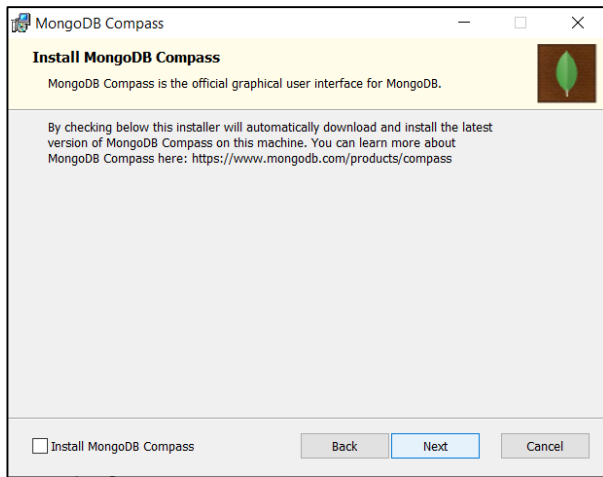 MongoDB Compass
Install MongoDB Compass
MongoDB Compass is the official graphical user interface for MongoDB.
By checking below this installer will automatically download and install the latest
version of MongoDB Compass on this machine. You can learn more about
MongoDB Compass here: https://www.mongodb.com/products/compass
Install MongoDB Compass Back Next Cancel